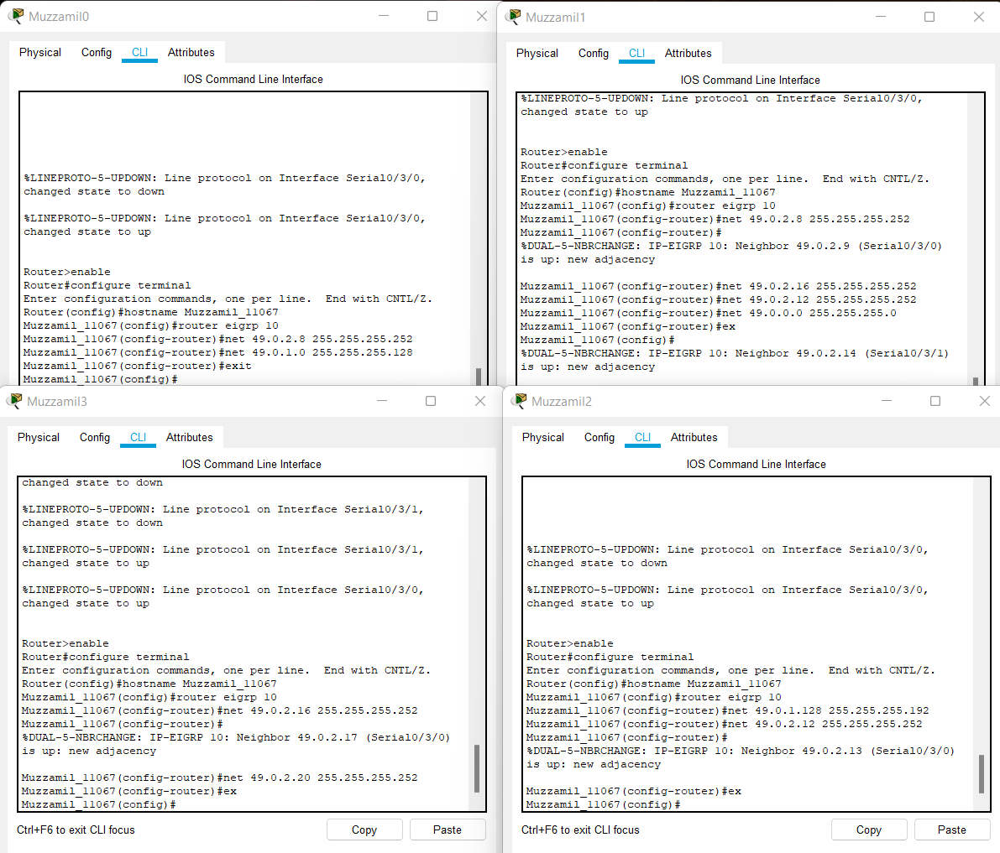 Muzzamil0
Physical Config CLI Attributes
IOS Command Line Interface
%LINEPROTO-5-UPDOWN: Line protocol on Interface Serial0/3/0,
changed state to down
%LINEPROTO-5-UPDOWN: Line protocol on Interface Serial0/3/0,
changed state to up
Router>enable
Router#configure terminal
Enter configuration commands, one per line.  End with CNTL/Z.
Router(config)#hostname Muzzamil_11067
Muzzamil_11067(config)#router eigrp 10
Muzzamil_11067(config-router)#net 49.0.2.8 255.255.255.252
Muzzamil_11067(config-router)#net 49.0.1.0 255.255.255.128
Muzzamil_11067(config-router)#exit
Muzzamil_11067(config)#
Muzzamil1
Physical Config CLI Attributes
IOS Command Line Interface
%LINEPROTO-5-UPDOWN: Line protocol on Interface Serial0/3/0,
changed state to up
Router>enable
Router#configure terminal
Enter configuration commands, one per line.  End with CNTL/Z.
Router(config)#hostname Muzzamil_11067
Muzzamil_11067(config)#router eigrp 10
Muzzamil_11067(config-router)#net 49.0.2.8 255.255.255.252
Muzzamil_11067(config-router)#
%DUAL-5-NBRCHANGE: IP-EIGRP 10: Neighbor 49.0.2.9 (Serial0/3/0)
is up: new adjacency
Muzzamil_11067(config-router)#net 49.0.2.16 255.255.255.252
Muzzamil_11067(config-router)#net 49.0.2.12 255.255.255.252
Muzzamil_11067(config-router)#net 49.0.0.0 255.255.255.0
Muzzamil_11067(config-router)#ex
Muzzamil_11067(config)#
%DUAL-5-NBRCHANGE: IP-EIGRP 10: Neighbor 49.0.2.14 (Serial0/3/1)
is up: new adjacency
Muzzamil3
Physical Config CLI Attributes
IOS Command Line Interface
changed state to down
%LINEPROTO-5-UPDOWN: Line protocol on Interface Serial0/3/1,
changed state to down
%LINEPROTO-5-UPDOWN: Line protocol on Interface Serial0/3/1,
changed state to up
%LINEPROTO-5-UPDOWN: Line protocol on Interface Serial0/3/0,
changed state to up
Router>enable
Router#configure terminal
Enter configuration commands, one per line.  End with CNTL/Z.
Router(config)#hostname Muzzamil_11067
Muzzamil_11067(config)#router eigrp 10
Muzzamil_11067(config-router)#net 49.0.2.16 255.255.255.252
Muzzamil_11067(config-router)#
%DUAL-5-NBRCHANGE: IP-EIGRP 10: Neighbor 49.0.2.17 (Serial0/3/0)
is up: new adjacency
Muzzamil_11067(config-router)#net 49.0.2.20 255.255.255.252
Muzzamil_11067(config-router)#ex
Muzzamil_11067(config)#
Ctrl+F6 to exit CLI focus
Copy Paste
Muzzamil2
Physical Config CLI Attributes
IOS Command Line Interface
%LINEPROTO-5-UPDOWN: Line protocol on Interface Serial0/3/0,
changed state to down
%LINEPROTO-5-UPDOWN: Line protocol on Interface Serial0/3/0,
changed state to up
Router>enable
Router#configure terminal
Enter configuration commands, one per line.  End with CNTL/Z.
Router(config)#hostname Muzzamil_11067
Muzzamil_11067(config)#router eigrp 10
Muzzamil_11067(config-router)#net 49.0.1.128 255.255.255.192
Muzzamil_11067(config-router)#net 49.0.2.12 255.255.255.252
Muzzamil_11067(config-router)#
%DUAL-5-NBRCHANGE: IP-EIGRP 10: Neighbor 49.0.2.13 (Serial0/3/0)
is up: new adjacency
Muzzamil_11067(config-router)#ex
Muzzamil_11067(config)#
Ctrl+F6 to exit CLI focus
Copy Paste